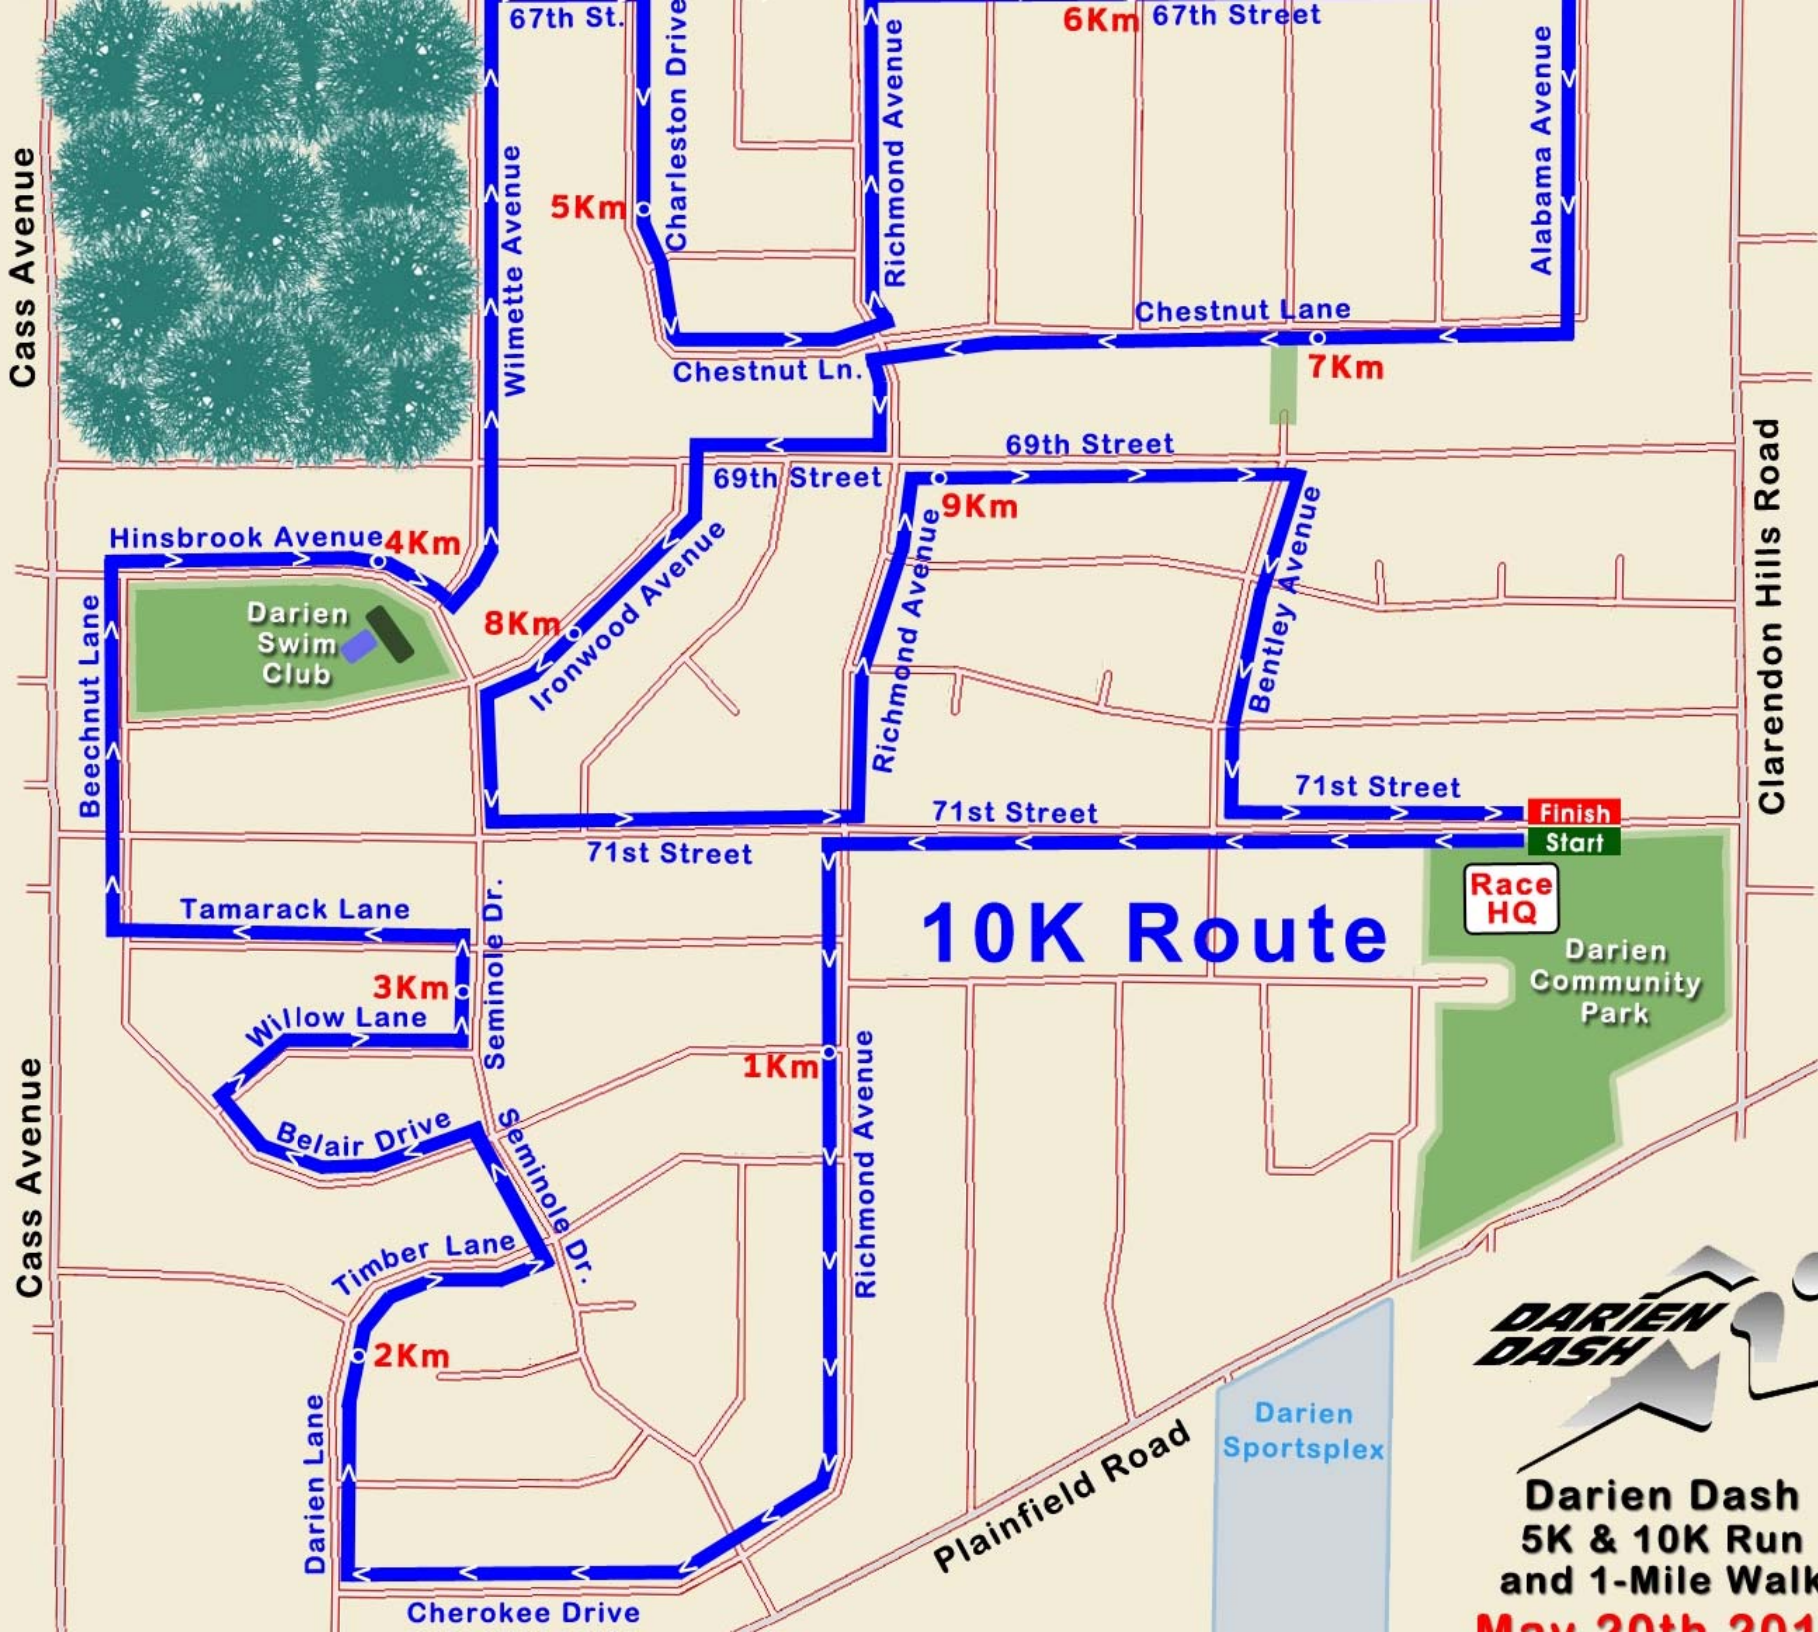 67th St.
Charleston Drive
Richmond Avenue
6Km
67th Street
Alabama Avenue
Cass Avenue
Wilmette Avenue
5Km
Chestnut Lane
7Km
Chestnut Ln.
69th Street
69th Street
Clarendon Hills Road
9Km
Hinsbrook Avenue
4Km
Darien
Swim
Club
8Km
Ironwood Avenue
Richmond Avenue
Bentley Avenue
Beechnut Lane
71st Street
71st Street
Finish
Start
71st Street
Race
HQ
10K Route
Darien
Community
Park
Tamarack Lane
Seminole Dr.
3Km
Willow Lane
1Km
Richmond Avenue
Belair Drive
Seminole Dr.
Cass Avenue
Timber Lane
2Km
Darien Lane
Cherokee Drive
Plainfield Road
Darien
Sportsplex
DARIEN
DASH
Darien Dash
5K & 10K Run
and 1-Mile Walk
May 20th 201